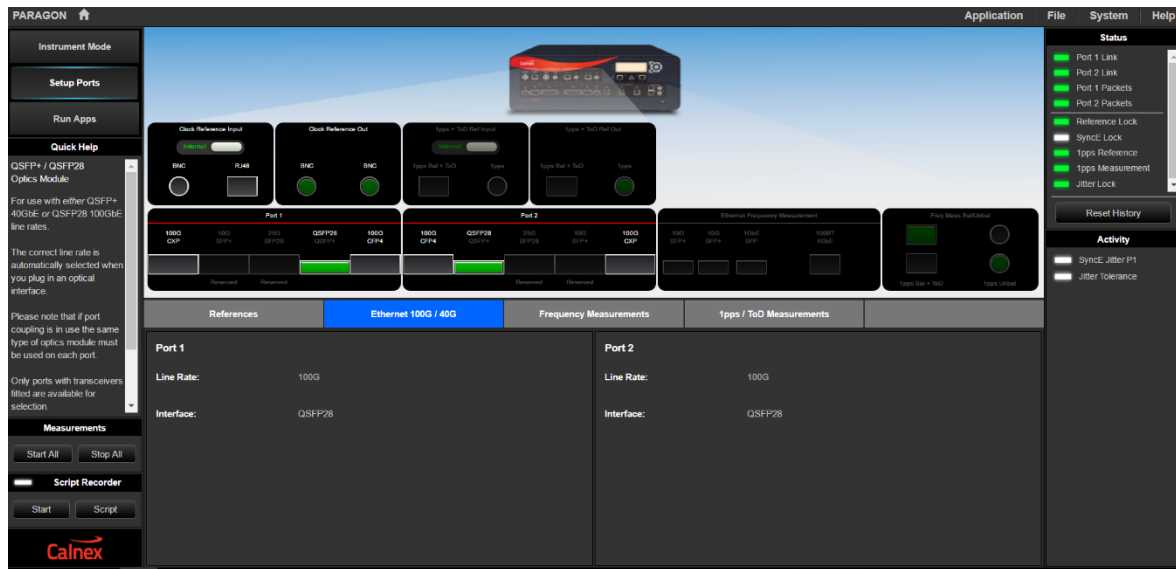 PARAGON
Application File System Help
Instrument Mode
Setup Ports
Run Apps
Quick Help
QSFP+ / QSFP28
Optics Module
For use with either QSFP+
40GbE or QSFP28 100GbE
line rates.
The correct line rate is
automatically selected when
you plug in an optical
interface.
Please note that if port
coupling is in use the same
type of optics module must
be used on each port.
Only ports with transceivers
fitted are available for
selection.
Measurements
Start All Stop All
Script Recorder
Start Script
Calnex
Clock Reference Input
Internal
BNC RJ48
Clock Reference Out
BNC BNC
1pps + ToD Ref Input
Internal
1pps Bal + ToD 1pps
1pps + ToD Ref Out
1pps Bal + ToD 1pps
Port 1
100G 10G 25G QSFP28 100G
CXP SFP+ SFP28 QSFP+ CFP4
Reserved Reserved
Port 2
100G QSFP28 25G 10G 100G
CFP4 QSFP+ SFP28 SFP+ CXP
Reserved Reserved
Ethernet Frequency Measurement
10G 10G 1GbE 100BT
SFP+ SFP+ SFP 1GbE
Freq Meas Bal/Unbal
1pps Bal + ToD 1pps Unbal
References
Ethernet 100G / 40G
Frequency Measurements
1pps / ToD Measurements
Port 1
Line Rate: 100G
Interface: QSFP28
Port 2
Line Rate: 100G
Interface: QSFP28
Status
Port 1 Link
Port 2 Link
Port 1 Packets
Port 2 Packets
Reference Lock
SyncE Lock
1pps Reference
1pps Measurement
Jitter Lock
Reset History
Activity
SyncE Jitter P1
Jitter Tolerance